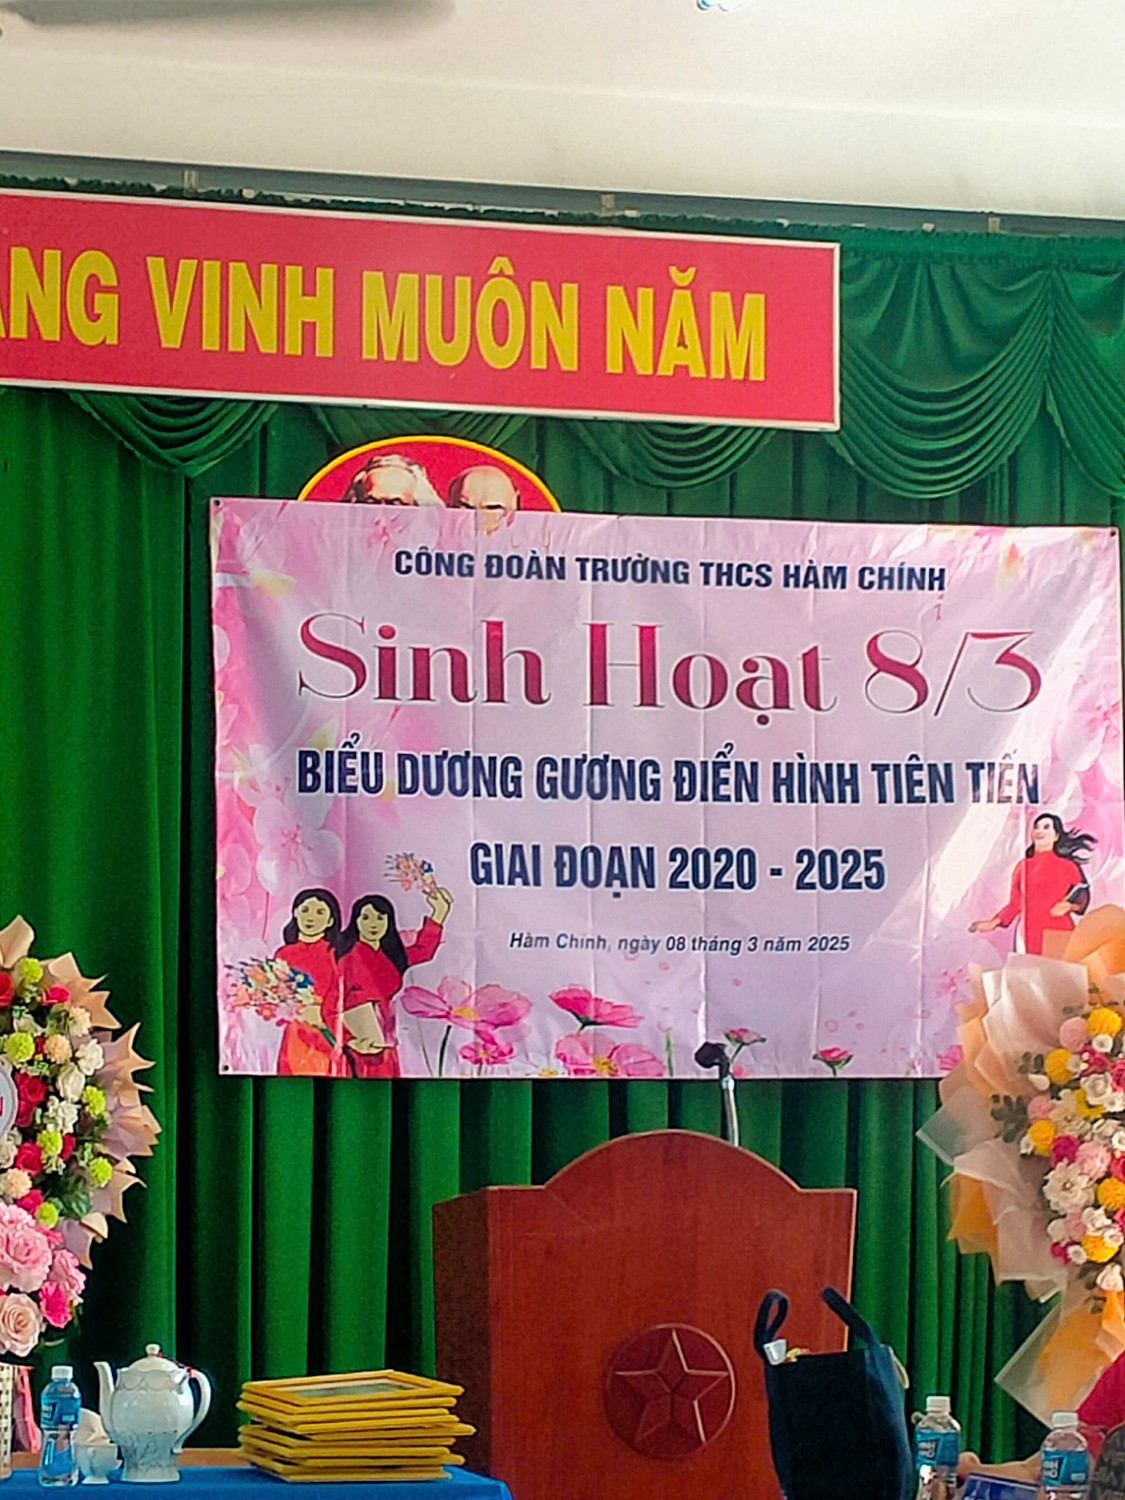 ANG VINH MUÔN NĂM
CÔNG ĐOÀN TRƯỜNG THCS HÀM CHÍNH
Sinh Hoạt 8/3
BIỂU DƯƠNG GƯƠNG ĐIỂN HÌNH TIÊN TIẾN
GIAI ĐOẠN 2020 - 2025
Hàm Chính, ngày 08 tháng 3 năm 2025